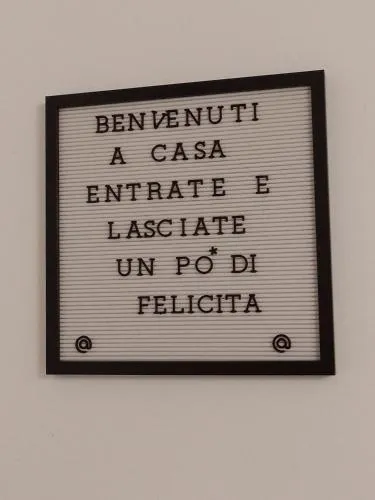 BENVENUTI
A CASA
ENTRATE E
LASCIATE
UN PO* DI
FELICITA
@ @